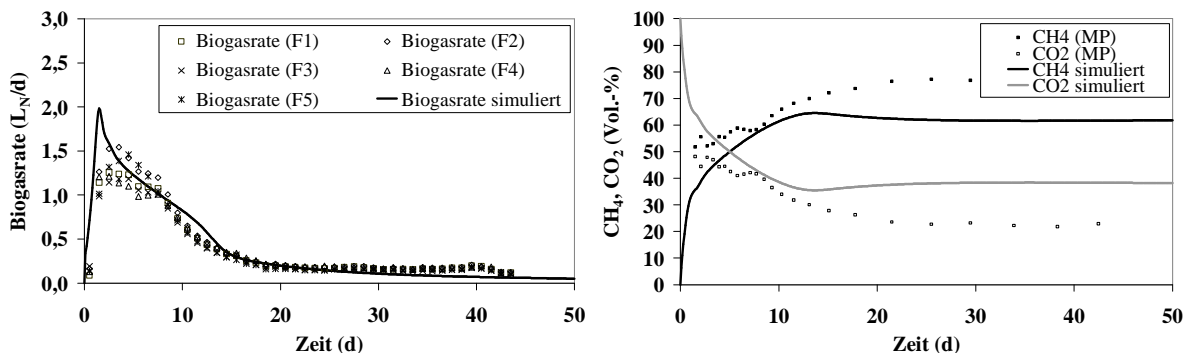 3,0
2,5
2,0
1,5
1,0
0,5
0,0
Biogasrate (L_N/d)
Biogasrate (F1)
Biogasrate (F2)
Biogasrate (F3)
Biogasrate (F4)
Biogasrate (F5)
Biogasrate simuliert
0 10 20 30 40 50
Zeit (d)
100
90
80
70
60
50
40
30
20
10
0
CH₄, CO₂ (Vol.-%)
CH4 (MP)
CO2 (MP)
CH4 simuliert
CO2 simuliert
0 10 20 30 40 50
Zeit (d)